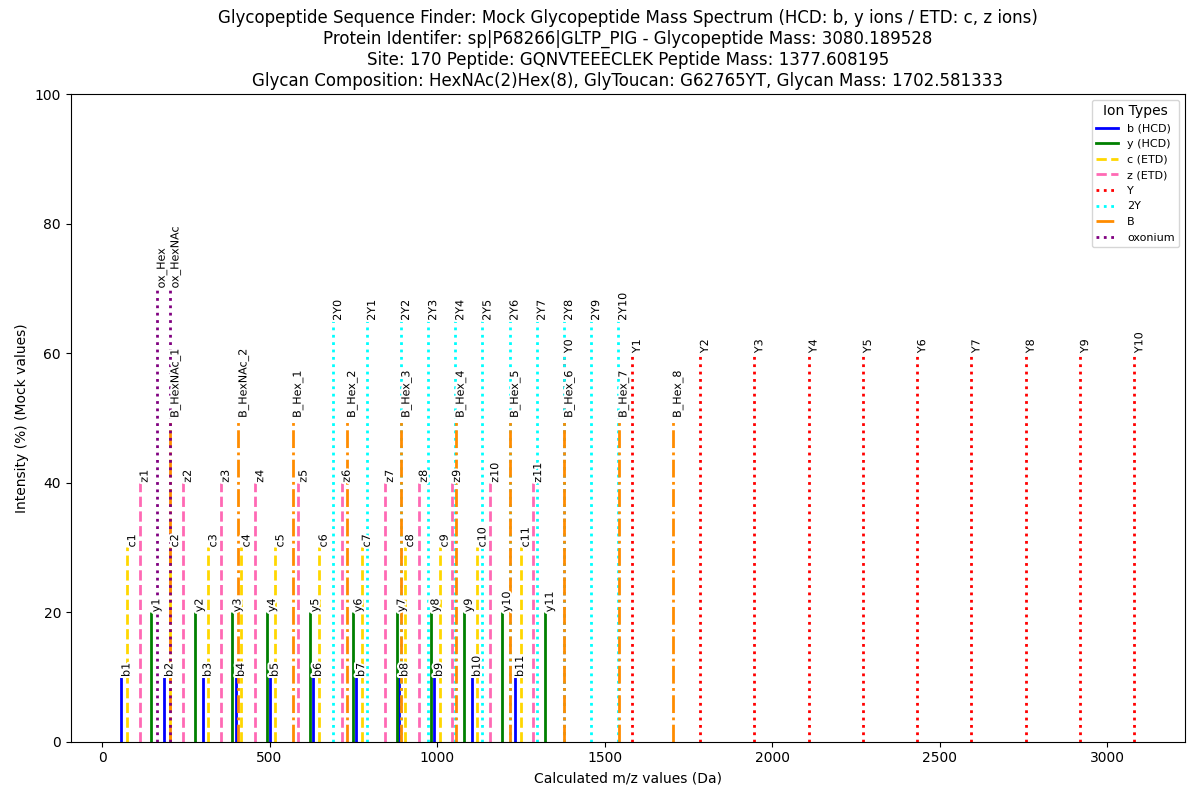 Glycopeptide Sequence Finder: Mock Glycopeptide Mass Spectrum (HCD: b, y ions / ETD: c, z ions)
Protein Identifer: sp|P68266|GLTP_PIG - Glycopeptide Mass: 3080.189528
Site: 170 Peptide: GQNVTEEECLEK Peptide Mass: 1377.608195
Glycan Composition: HexNAc(2)Hex(8), GlyToucan: G62765YT, Glycan Mass: 1702.581333
100
80
60
40
20
0
Intensity (%) (Mock values)
Ion Types
b (HCD)
y (HCD)
c (ETD)
z (ETD)
Y
2Y
B
oxonium
ox_Hex
ox_HexNAc
2Y0
2Y1
2Y2
2Y3
2Y4
2Y5
2Y6
2Y7
2Y8
2Y9
2Y10
Y0
Y1
Y2
Y3
Y4
Y5
Y6
Y7
Y8
Y9
Y10
B_HexNAc_1
B_HexNAc_2
B_Hex_1
B_Hex_2
B_Hex_3
B_Hex_4
B_Hex_5
B_Hex_6
B_Hex_7
B_Hex_8
z1
z2
z3
z4
z5
z6
z7
z8
z9
z10
z11
c1
c2
c3
c4
c5
c6
c7
c8
c9
c10
c11
y1
y2
y3
y4
y5
y6
y7
y8
y9
y10
y11
b1
b2
b3
b4
b5
b6
b7
b8
b9
b10
b11
0
500
1000
1500
2000
2500
3000
Calculated m/z values (Da)